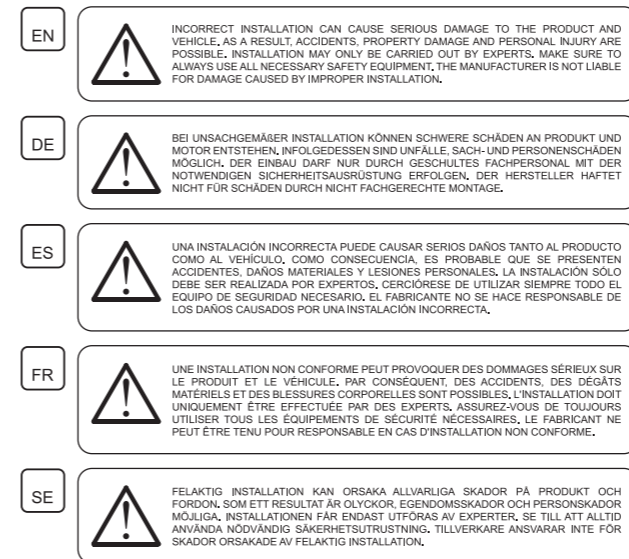 EN
INCORRECT INSTALLATION CAN CAUSE SERIOUS DAMAGE TO THE PRODUCT AND
VEHICLE. AS A RESULT, ACCIDENTS, PROPERTY DAMAGE AND PERSONAL INJURY ARE
POSSIBLE. INSTALLATION MAY ONLY BE CARRIED OUT BY EXPERTS. MAKE SURE TO
ALWAYS USE ALL NECESSARY SAFETY EQUIPMENT. THE MANUFACTURER IS NOT LIABLE
FOR DAMAGE CAUSED BY IMPROPER INSTALLATION.
DE
BEI UNSACHGEMÄßER INSTALLATION KÖNNEN SCHWERE SCHÄDEN AN PRODUKT UND
MOTOR ENTSTEHEN. INFOLGEDESSEN SIND UNFÄLLE, SACH- UND PERSONENSCHÄDEN
MÖGLICH. DER EINBAU DARF NUR DURCH GESCHULTES FACHPERSONAL MIT DER
NOTWENDIGEN SICHERHEITSAUSRÜSTUNG ERFOLGEN. DER HERSTELLER HAFTET
NICHT FÜR SCHÄDEN DURCH NICHT FACHGERECHTE MONTAGE.
ES
UNA INSTALACIÓN INCORRECTA PUEDE CAUSAR SERIOS DAÑOS TANTO AL PRODUCTO
COMO AL VEHÍCULO. COMO CONSECUENCIA, ES PROBABLE QUE SE PRESENTEN
ACCIDENTES, DAÑOS MATERIALES Y LESIONES PERSONALES. LA INSTALACIÓN SÓLO
DEBE SER REALIZADA POR EXPERTOS. CERCIÓRESE DE UTILIZAR SIEMPRE TODO EL
EQUIPO DE SEGURIDAD NECESARIO. EL FABRICANTE NO SE HACE RESPONSABLE DE
LOS DAÑOS CAUSADOS POR UNA INSTALACIÓN INCORRECTA.
FR
UNE INSTALLATION NON CONFORME PEUT PROVOQUER DES DOMMAGES SÉRIEUX SUR
LE PRODUIT ET LE VÉHICULE. PAR CONSÉQUENT, DES ACCIDENTS, DES DÉGÂTS
MATÉRIELS ET DES BLESSURES CORPORELLES SONT POSSIBLES. L'INSTALLATION DOIT
UNIQUEMENT ÊTRE EFFECTUÉE PAR DES EXPERTS. ASSUREZ-VOUS DE TOUJOURS
UTILISER TOUS LES ÉQUIPEMENTS DE SÉCURITÉ NÉCESSAIRES. LE FABRICANT NE
PEUT ÊTRE TENU POUR RESPONSABLE EN CAS D'INSTALLATION NON CONFORME.
SE
FELAKTIG INSTALLATION KAN ORSAKA ALLVARLIGA SKADOR PÅ PRODUKT OCH
FORDON. SOM ETT RESULTAT ÄR OLYCKOR, EGENDOMSSKADOR OCH PERSONSKADOR
MÖJLIGA. INSTALLATIONEN FÅR ENDAST UTFÖRAS AV EXPERTER. SE TILL ATT ALLTID
ANVÄNDA NÖDVÄNDIG SÄKERHETSUTRUSTNING. TILLVERKARE ANSVARAR INTE FÖR
SKADOR ORSAKADE AV FELAKTIG INSTALLATION.